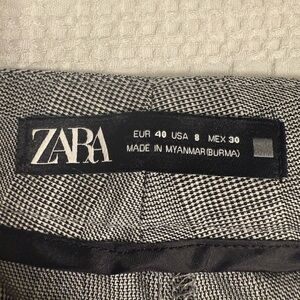 ZARA
EUR 40 USA 8 MEX 30
MADE IN MYANMAR(BURMA)